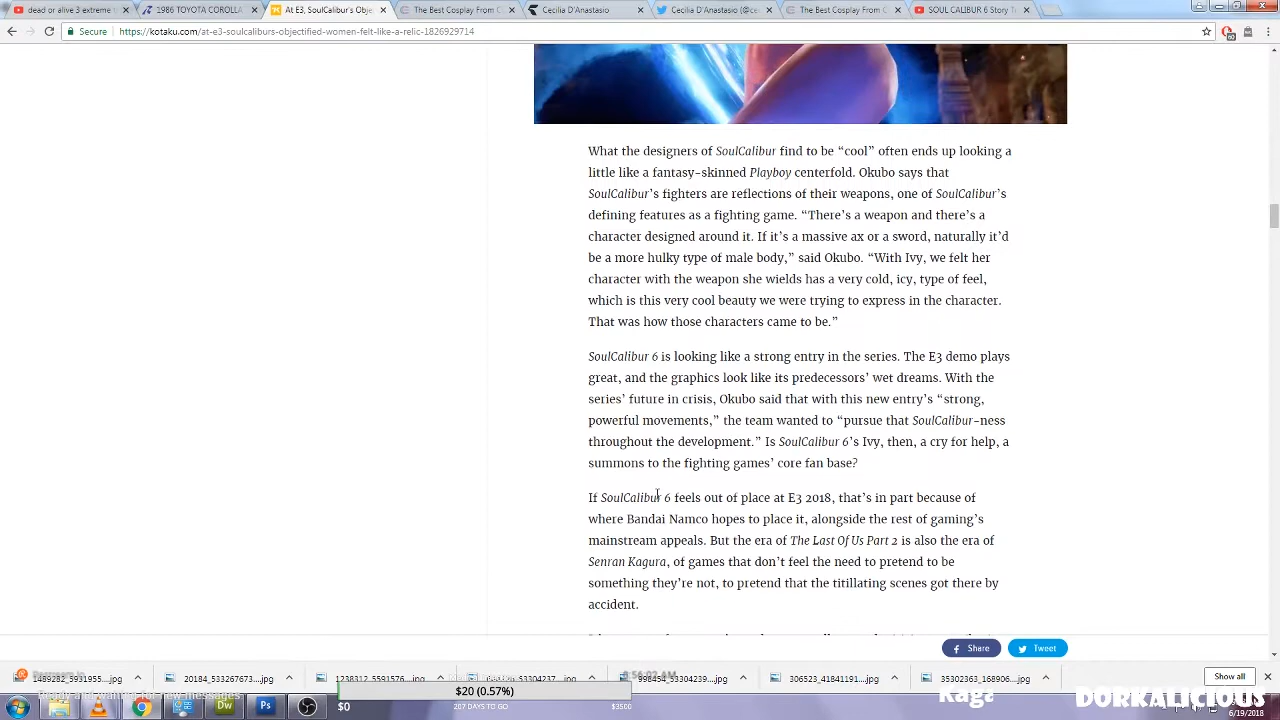 dead or alive 3 extreme
1986 TOYOTA COROLLA
At E3, SoulCalibur's Obje
The Best Cosplay From C
Cecilia D'Anastasio
Cecilia D'Anastasio (@ce
The Best Cosplay From C
SOUL CALIBUR 6 Story T
Secure
https://kotaku.com/at-e3-soulcaliburs-objectified-women-felt-like-a-relic-1826929714
What the designers of SoulCalibur find to be “cool” often ends up looking a
little like a fantasy-skinned Playboy centerfold. Okubo says that
SoulCalibur’s fighters are reflections of their weapons, one of SoulCalibur’s
defining features as a fighting game. “There’s a weapon and there’s a
character designed around it. If it’s a massive ax or a sword, naturally it’d
be a more hulky type of male body,” said Okubo. “With Ivy, we felt her
character with the weapon she wields has a very cold, icy, type of feel,
which is this very cool beauty we were trying to express in the character.
That was how those characters came to be.”
SoulCalibur 6 is looking like a strong entry in the series. The E3 demo plays
great, and the graphics look like its predecessors’ wet dreams. With the
series’ future in crisis, Okubo said that with this new entry’s “strong,
powerful movements,” the team wanted to “pursue that SoulCalibur-ness
throughout the development.” Is SoulCalibur 6’s Ivy, then, a cry for help, a
summons to the fighting games’ core fan base?
If SoulCalibur 6 feels out of place at E3 2018, that’s in part because of
where Bandai Namco hopes to place it, alongside the rest of gaming’s
mainstream appeals. But the era of The Last Of Us Part 2 is also the era of
Senran Kagura, of games that don’t feel the need to pretend to be
something they’re not, to pretend that the titillating scenes got there by
accident.
Share
Tweet
20184_533267673....jpg
306523_41841191....jpg
35302363_168906....jpg
Show all
$20 (0.57%)
$0
207 DAYS TO GO
$3500
Rage
DORKALICIOUS
6/19/2018